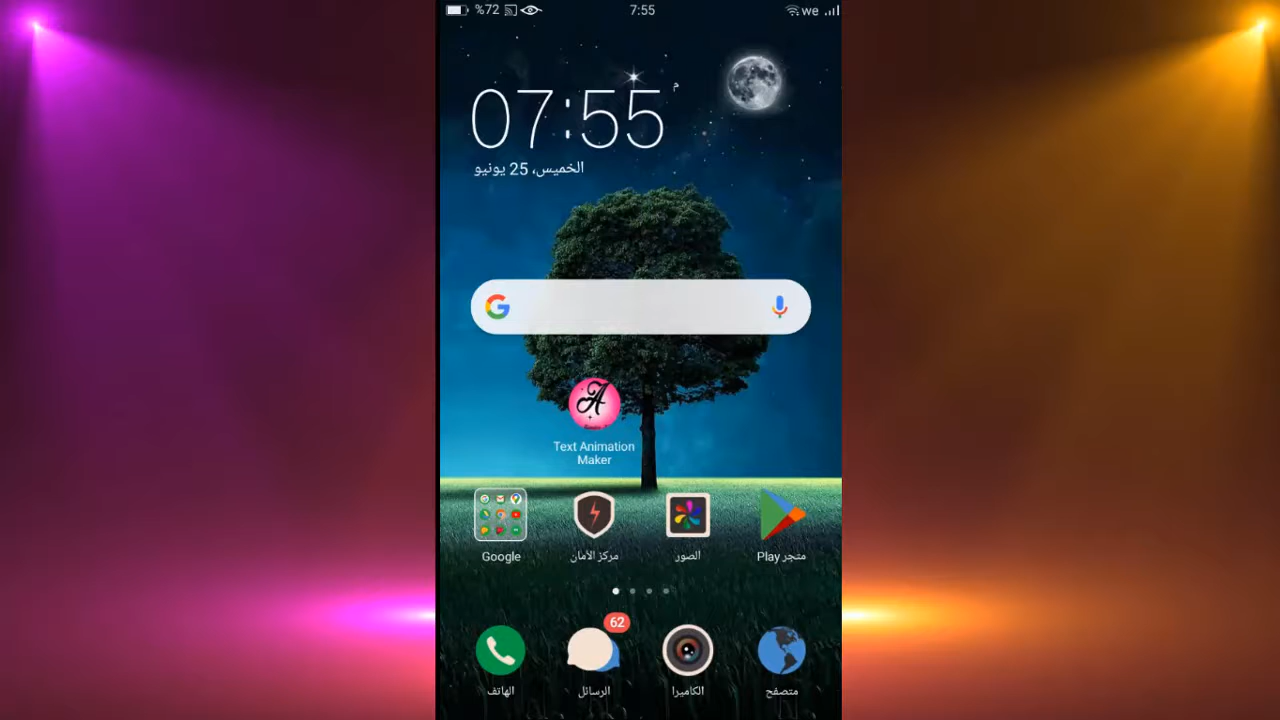 %72
7:55
we
07:55 م
الخميس، 25 يونيو
Text Animation
Maker
Google
مركز الأمان
الصور
متجر Play
62
الهاتف
الرسائل
الكاميرا
متصفح